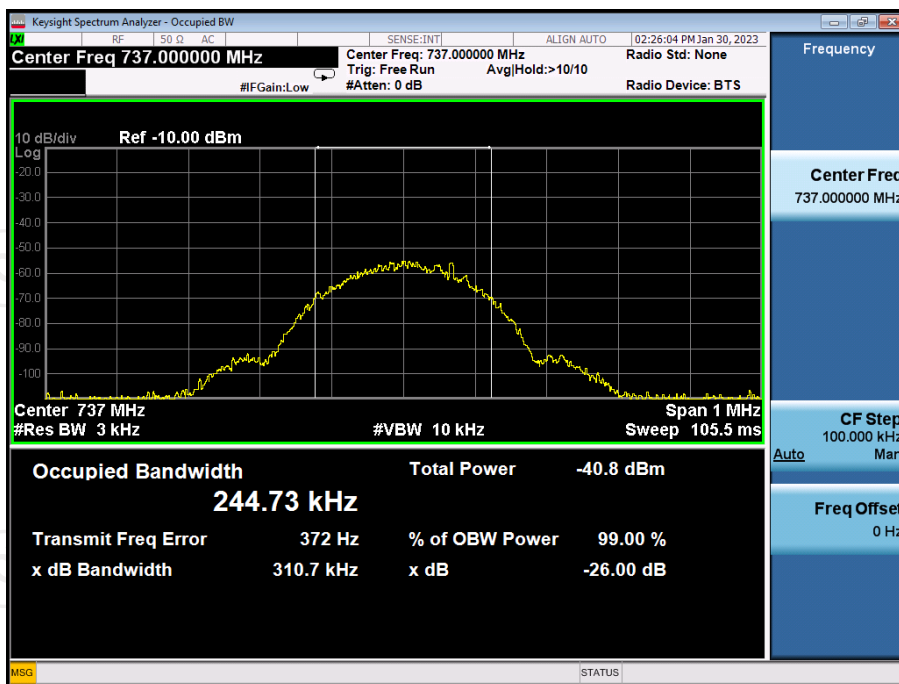 Keysight Spectrum Analyzer - Occupied BW
LXI RF 50 Ω AC SENSE:INT ALIGN AUTO 02:26:04 PM Jan 30, 2023
Center Freq 737.000000 MHz
Center Freq: 737.000000 MHz Radio Std: None
Trig: Free Run Avg|Hold:>10/10
#IFGain:Low #Atten: 0 dB Radio Device: BTS
10 dB/div Ref -10.00 dBm
Log
-20.0
-30.0
-40.0
-50.0
-60.0
-70.0
-80.0
-90.0
-100
Center 737 MHz Span 1 MHz
#Res BW 3 kHz #VBW 10 kHz Sweep 105.5 ms
Occupied Bandwidth Total Power -40.8 dBm
244.73 kHz
Transmit Freq Error 372 Hz % of OBW Power 99.00 %
x dB Bandwidth 310.7 kHz x dB -26.00 dB
MSG STATUS
Frequency
Center Freq
737.000000 MHz
CF Step
100.000 kHz
Auto Man
Freq Offset
0 Hz